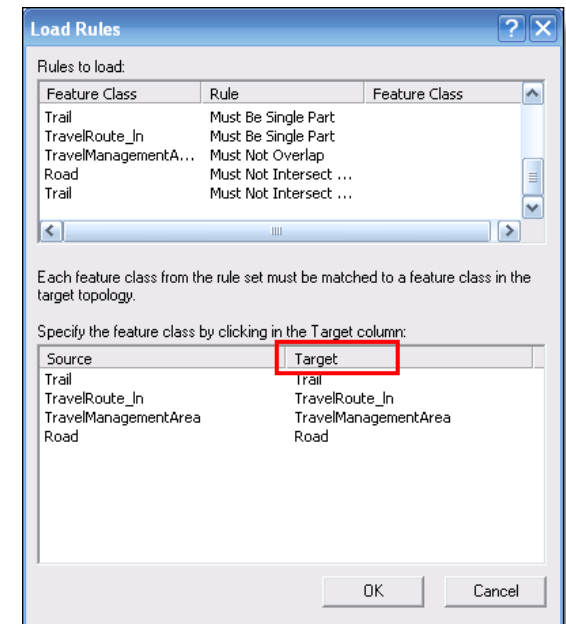 Load Rules
Rules to load:
Feature Class Rule Feature Class
Trail Must Be Single Part
TravelRoute_ln Must Be Single Part
TravelManagementA... Must Not Overlap
Road Must Not Intersect ...
Trail Must Not Intersect ...
Each feature class from the rule set must be matched to a feature class in the
target topology.
Specify the feature class by clicking in the Target column:
Source Target
Trail Trail
TravelRoute_ln TravelRoute_ln
TravelManagementArea TravelManagementArea
Road Road
OK Cancel